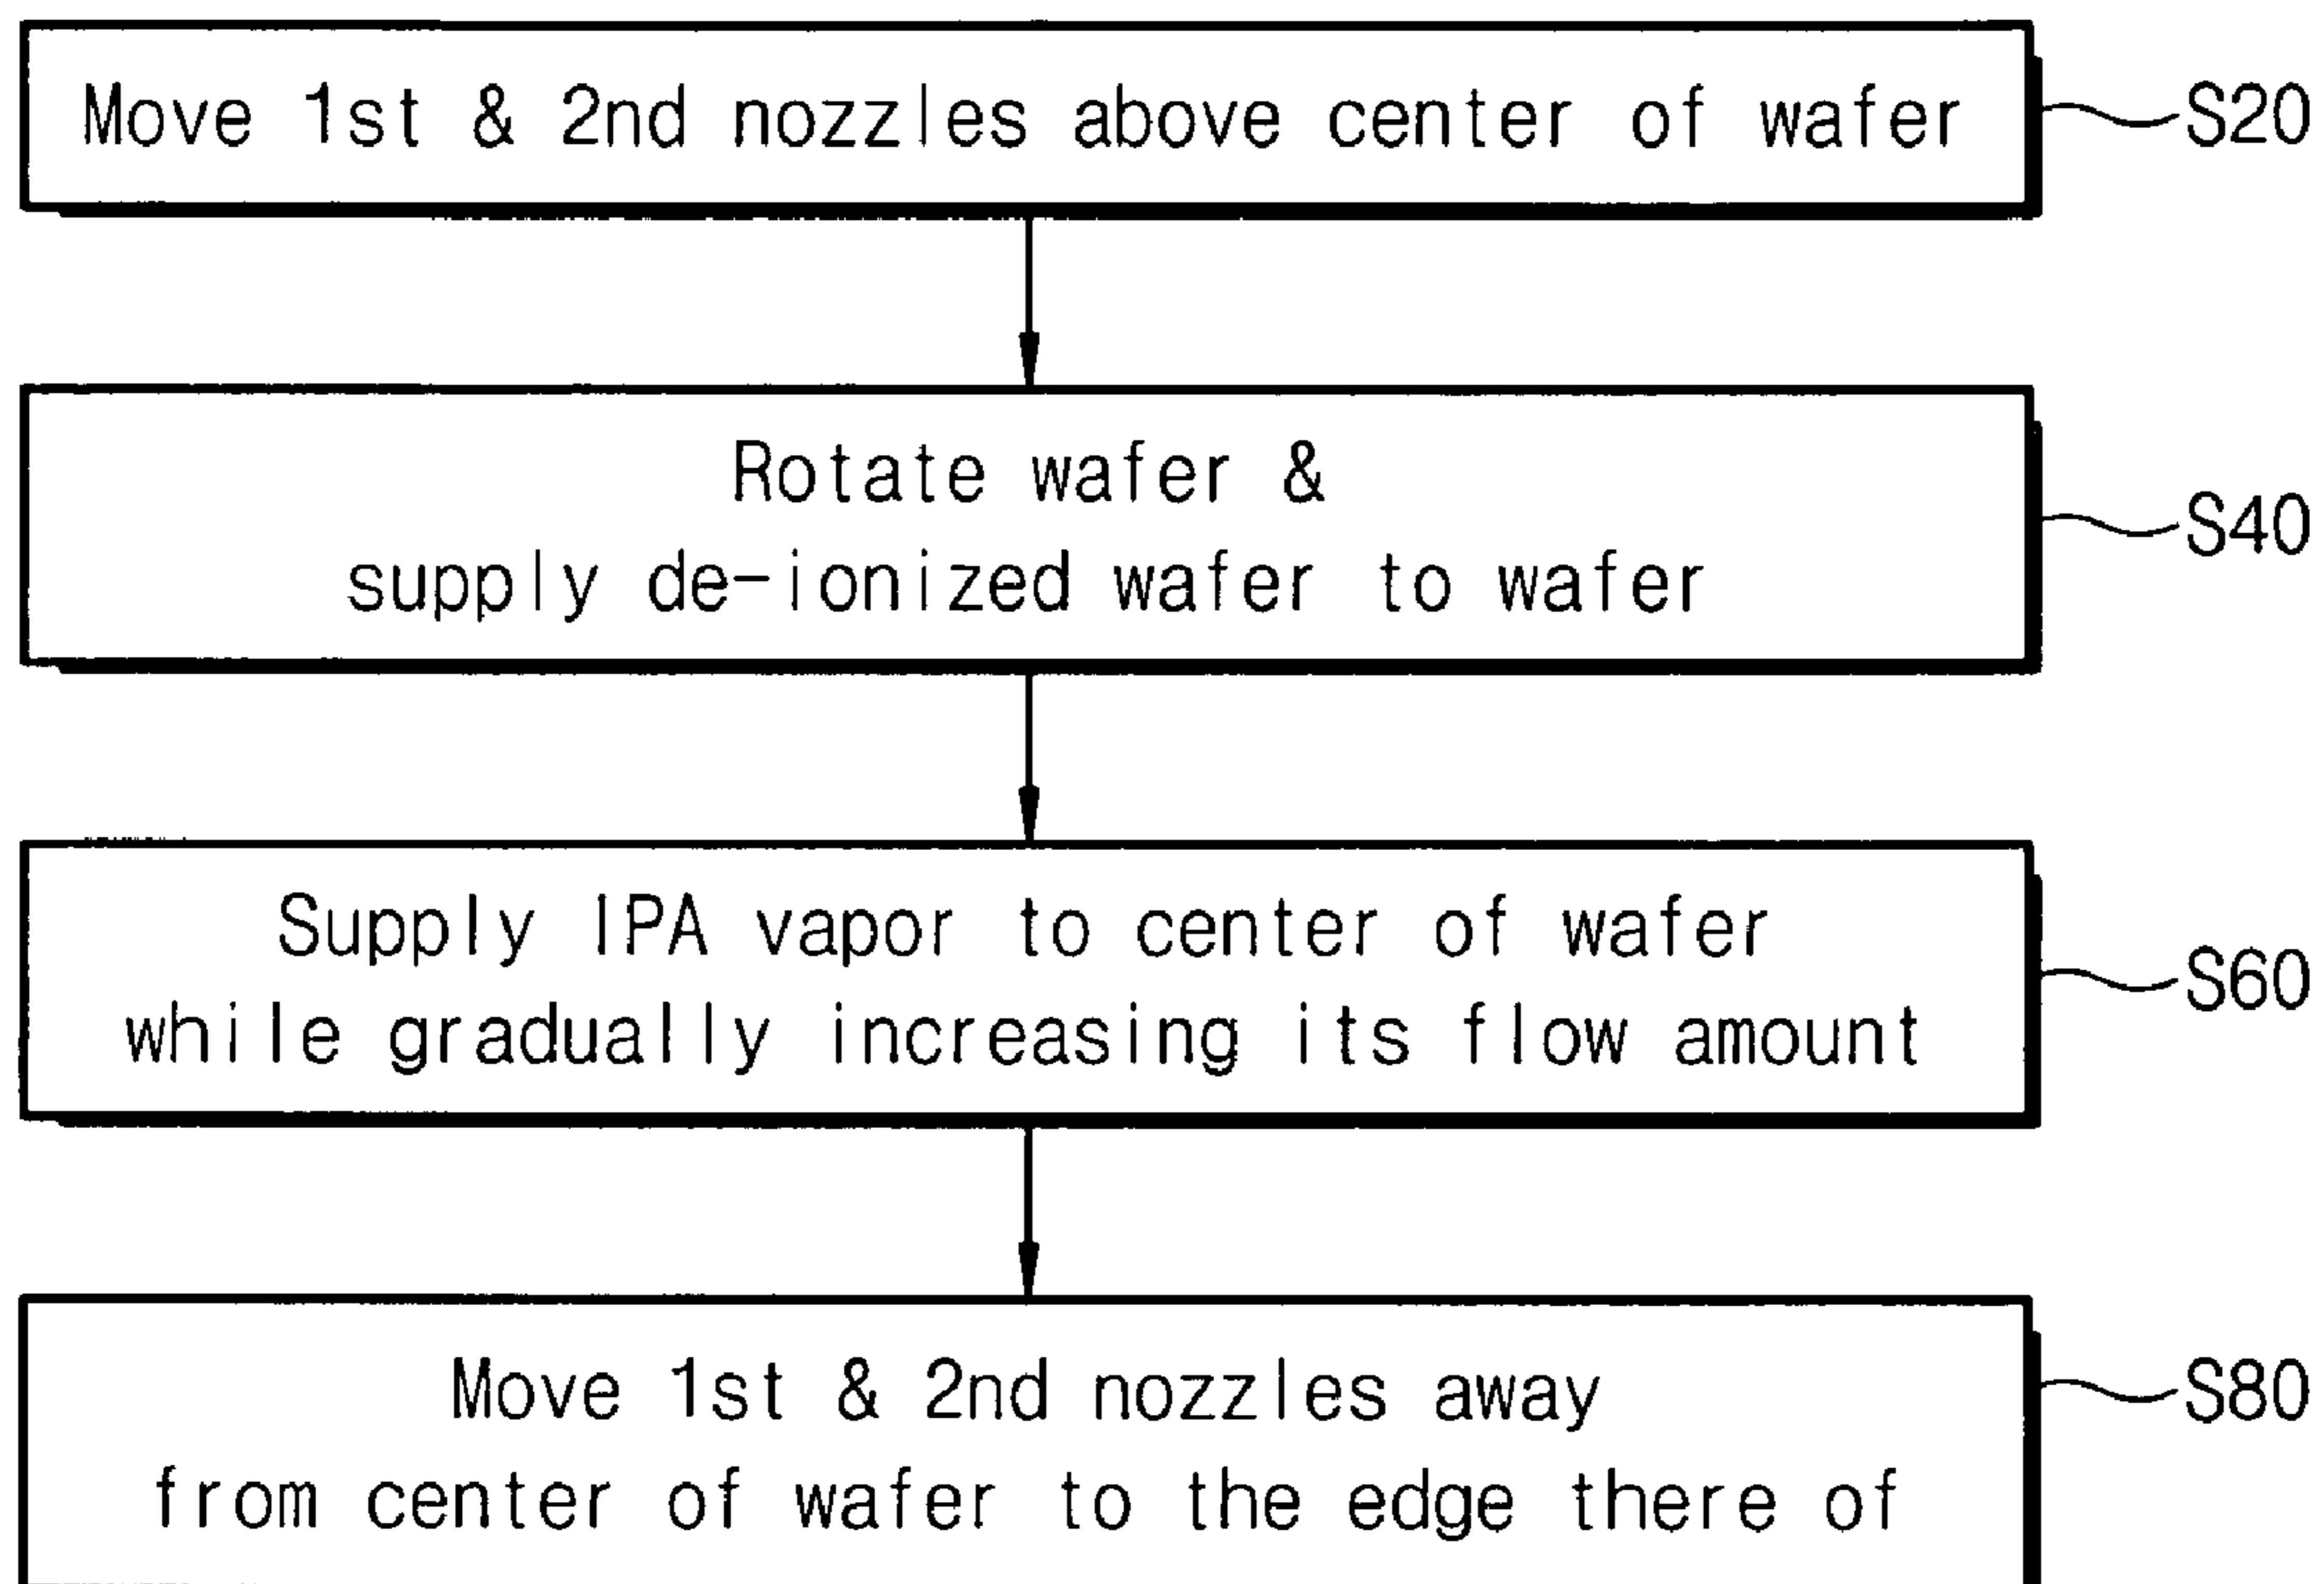 Move 1st & 2nd nozzles above center of wafer
S20
Rotate wafer &
supply de-ionized wafer to wafer
S40
Supply IPA vapor to center of wafer
while gradually increasing its flow amount
S60
Move 1st & 2nd nozzles away
from center of wafer to the edge there of
S80